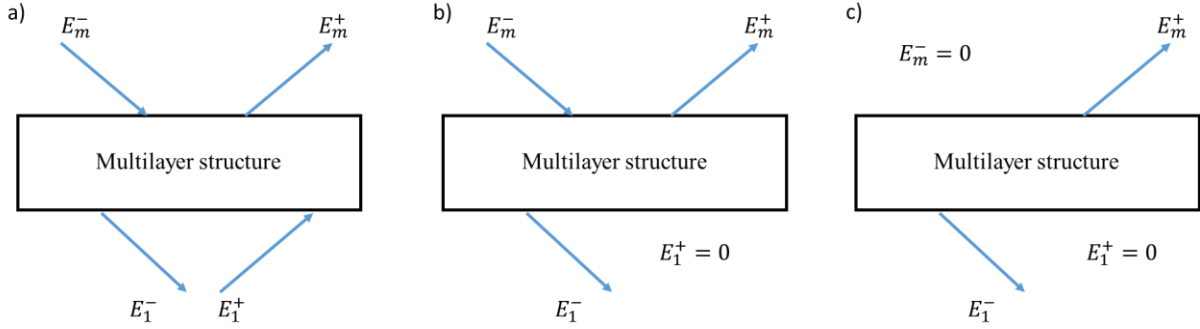 a)
E_m^-
E_m^+
Multilayer structure
E_1^-
E_1^+
b)
E_m^-
E_m^+
Multilayer structure
E_1^+ = 0
E_1^-
c)
E_m^- = 0
E_m^+
Multilayer structure
E_1^+ = 0
E_1^-